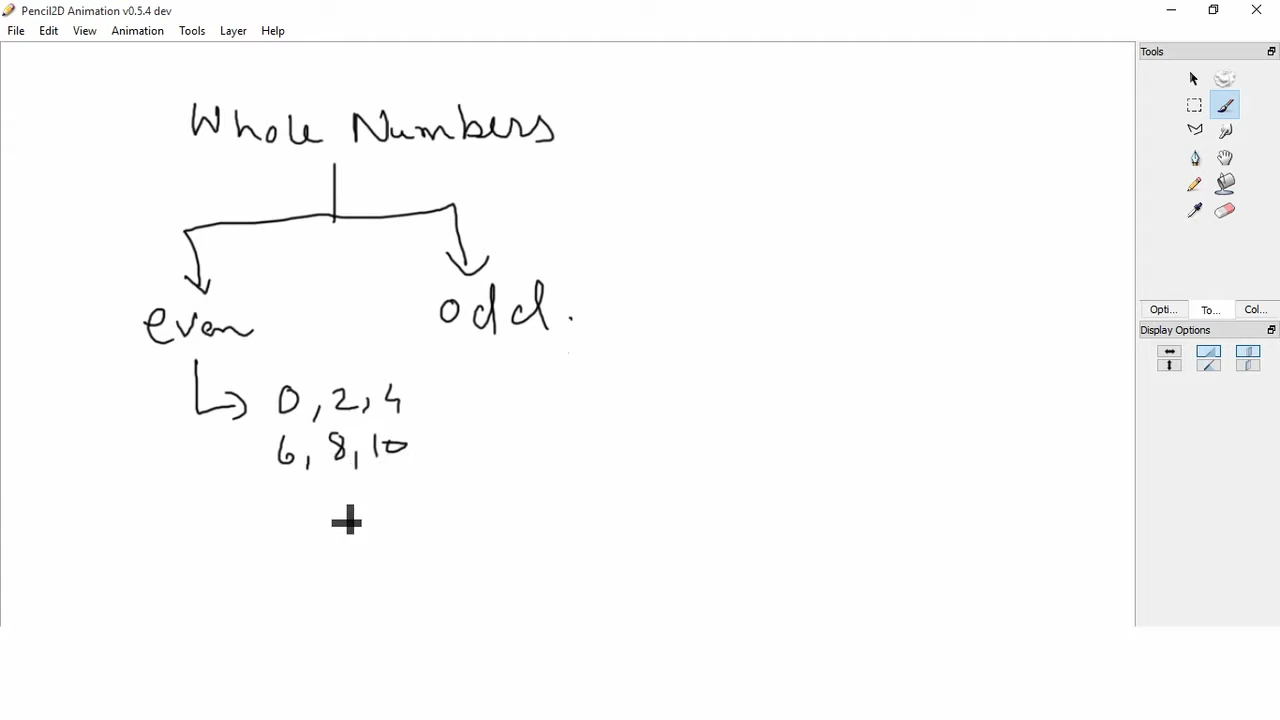 Pencil2D Animation v0.5.4 dev
File Edit View Animation Tools Layer Help
Tools
Whole Numbers
even odd.
0, 2, 4
6, 8, 10
Opti... To... Col...
Display Options